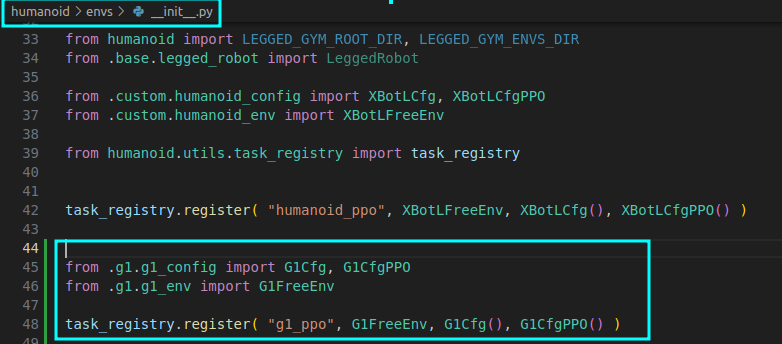 humanoid > envs > __init__.py
33 from humanoid import LEGGED_GYM_ROOT_DIR, LEGGED_GYM_ENVS_DIR
34 from .base.legged_robot import LeggedRobot
35
36 from .custom.humanoid_config import XBotLCfg, XBotLCfgPPO
37 from .custom.humanoid_env import XBotLFreeEnv
38
39 from humanoid.utils.task_registry import task_registry
40
41
42 task_registry.register( "humanoid_ppo", XBotLFreeEnv, XBotLCfg(), XBotLCfgPPO() )
43
44
45 from .g1.g1_config import G1Cfg, G1CfgPPO
46 from .g1.g1_env import G1FreeEnv
47
48 task_registry.register( "g1_ppo", G1FreeEnv, G1Cfg(), G1CfgPPO() )
49